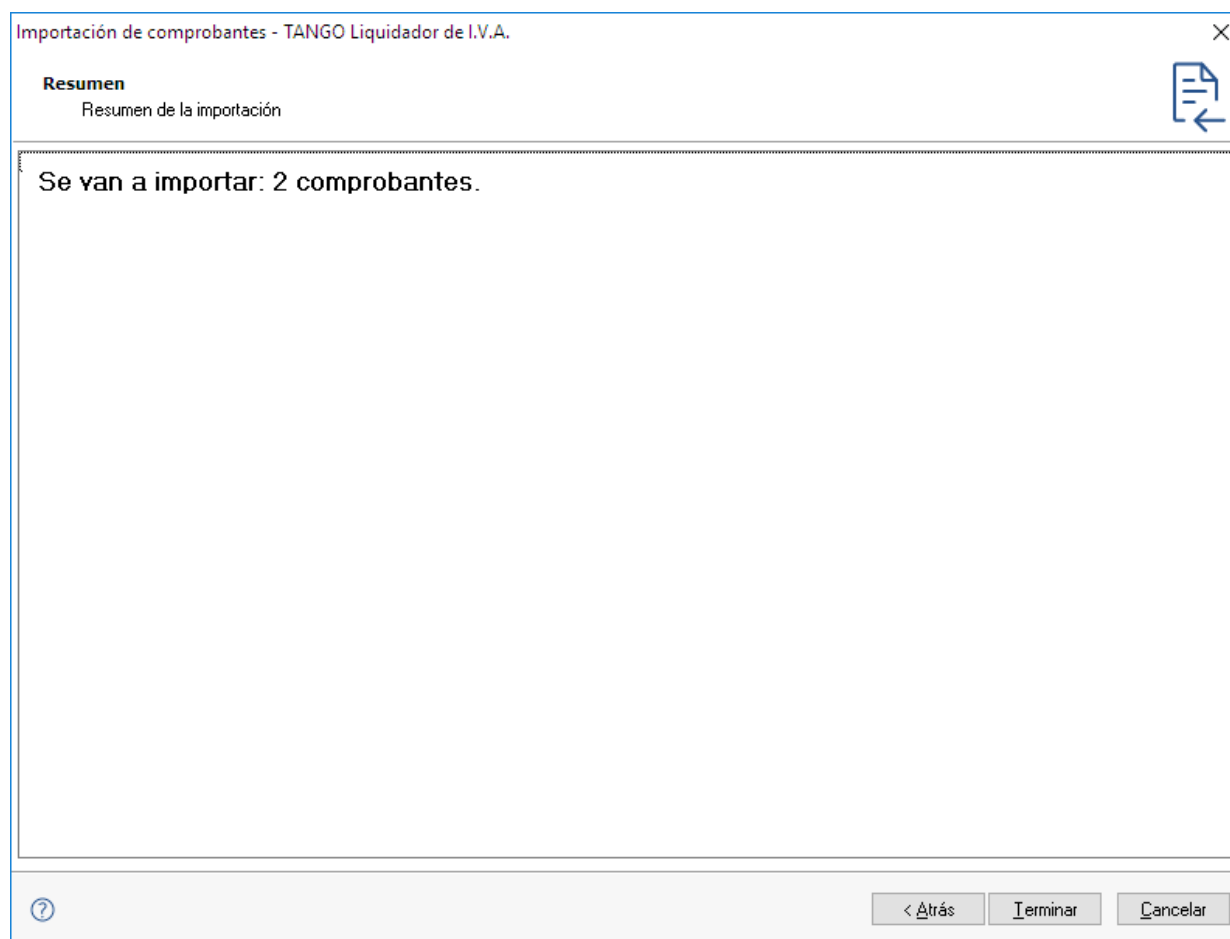 Importación de comprobantes - TANGO Liquidador de I.V.A.
Resumen
Resumen de la importación
Se van a importar: 2 comprobantes.
?
< Atrás
Terminar
Cancelar